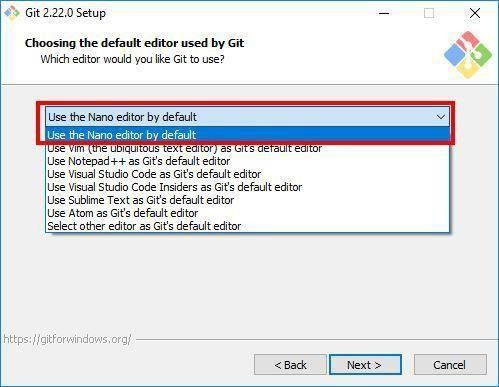 Git 2.22.0 Setup
Choosing the default editor used by Git
Which editor would you like Git to use?
Use the Nano editor by default
Use the Nano editor by default
Use Vim (the ubiquitous text editor) as Git's default editor
Use Notepad++ as Git's default editor
Use Visual Studio Code as Git's default editor
Use Visual Studio Code Insiders as Git's default editor
Use Sublime Text as Git's default editor
Use Atom as Git's default editor
Select other editor as Git's default editor
https://gitforwindows.org/
< Back
Next >
Cancel